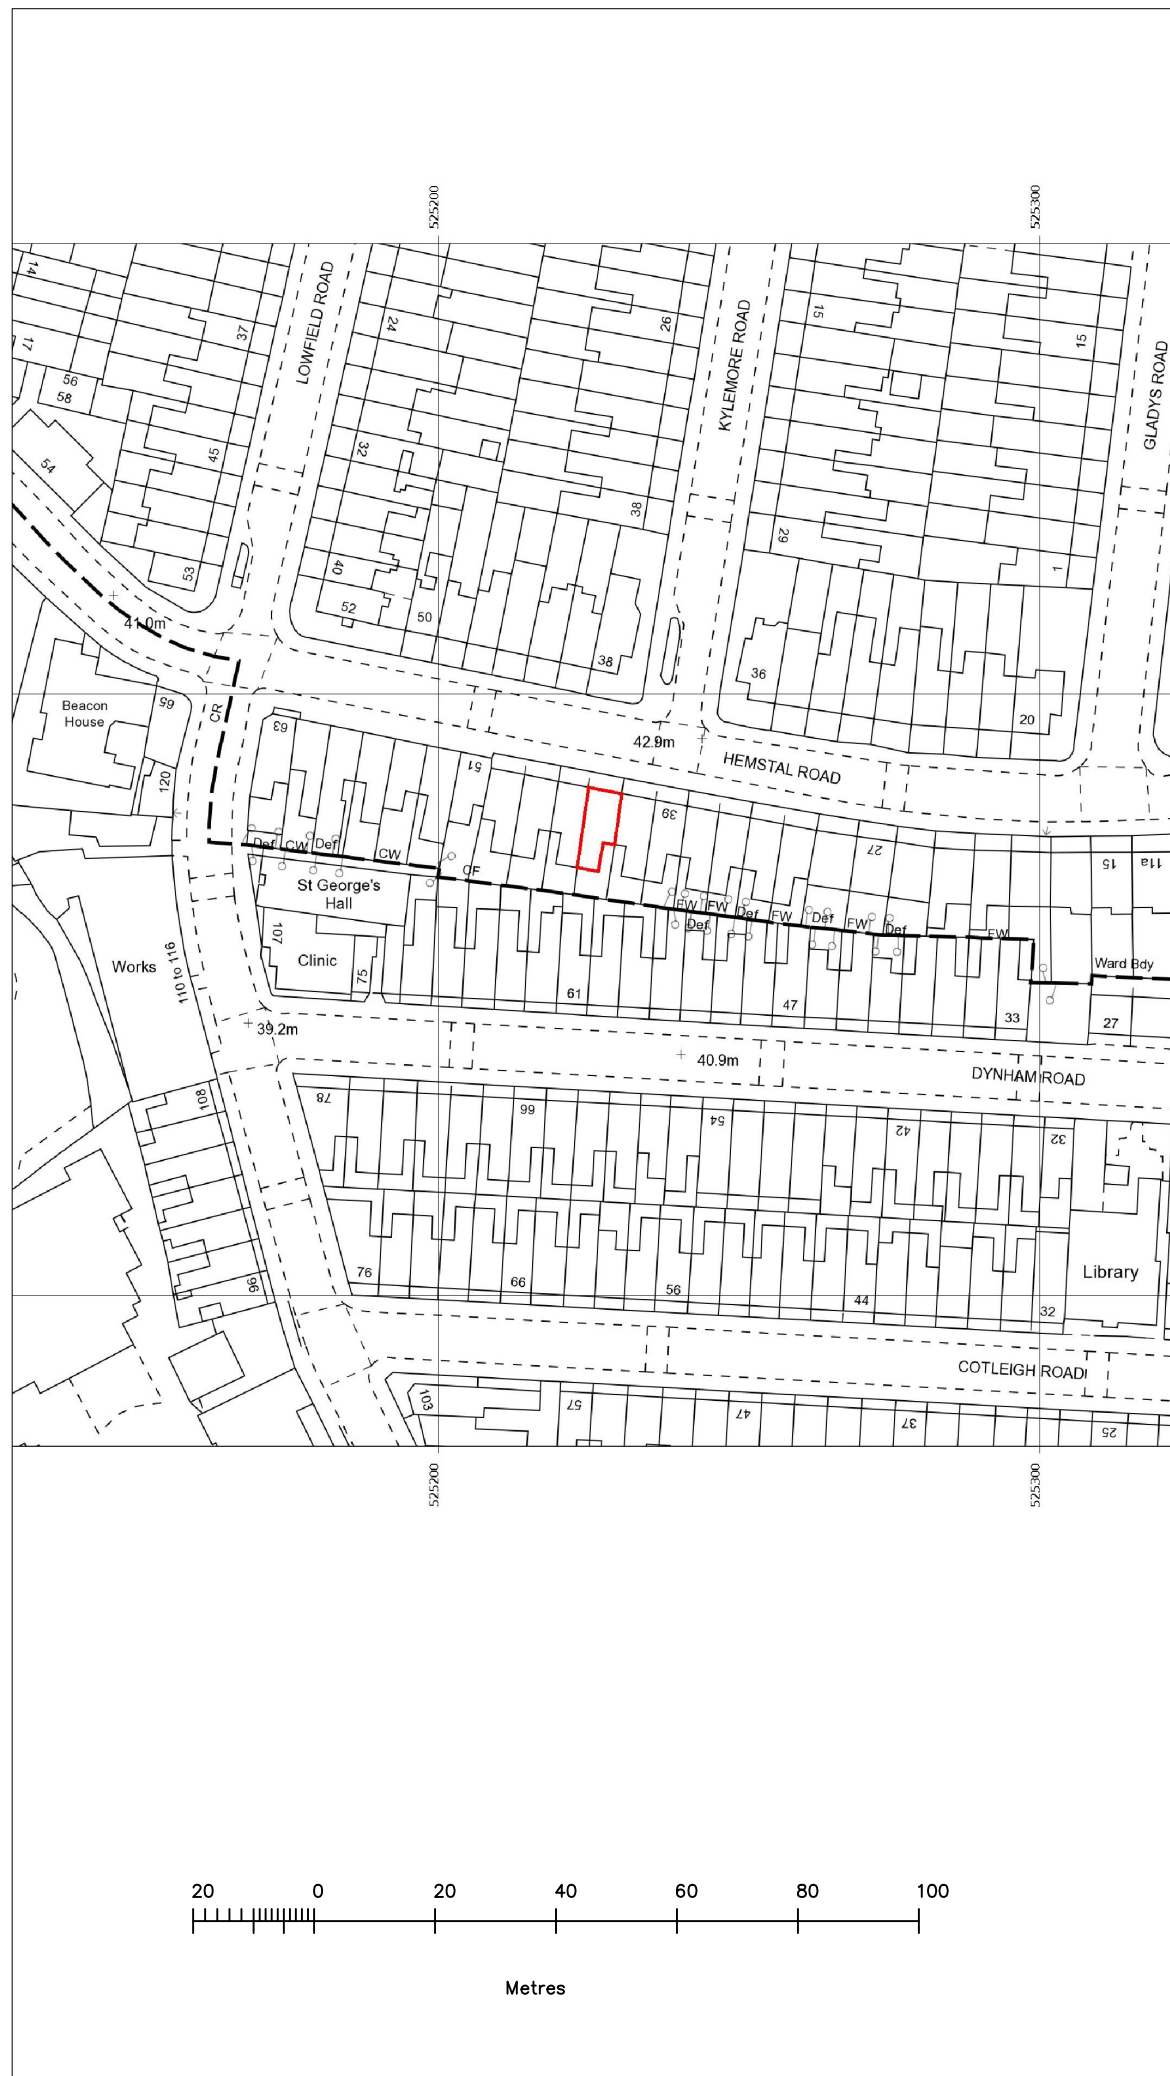 525200
525300
14
17
56
58
54
37
45
53
LOWFIELD ROAD
24
32
40
52
50
26
38
38
KYLEMORE ROAD
15
29
36
15
1
20
GLADYS ROAD
41.0m
Beacon
House
65
120
CR
63
51
42.9m
HEMSTAL ROAD
39
27
15
11a
Def
CW
Def
CW
CF
FW
FW
Def
Def
FW
Def
FW
Def
FW
Ward Bdy
St George's
Hall
107
Clinic
75
Works
110 to 116
61
47
33
27
39.2m
40.9m
DYNHAM ROAD
108
96
78
66
54
42
32
76
66
56
44
32
Library
COTLEIGH ROAD
103
57
47
37
25
525200
525300
20
0
20
40
60
80
100
Metres